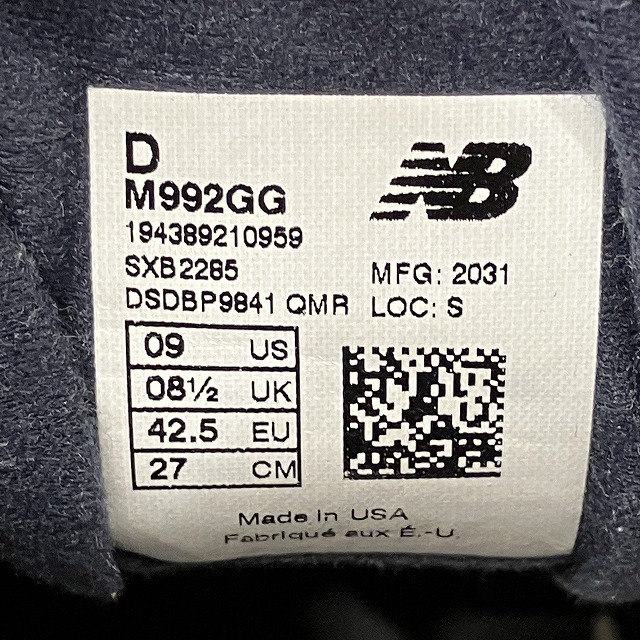 D
NB
M992GG
194389210959
SXB2285
MFG: 2031
DSDBP9841 QMR
LOC: S
09 US
08½ UK
42.5 EU
27 CM
Made in USA
Fabriqué aux É.-U.